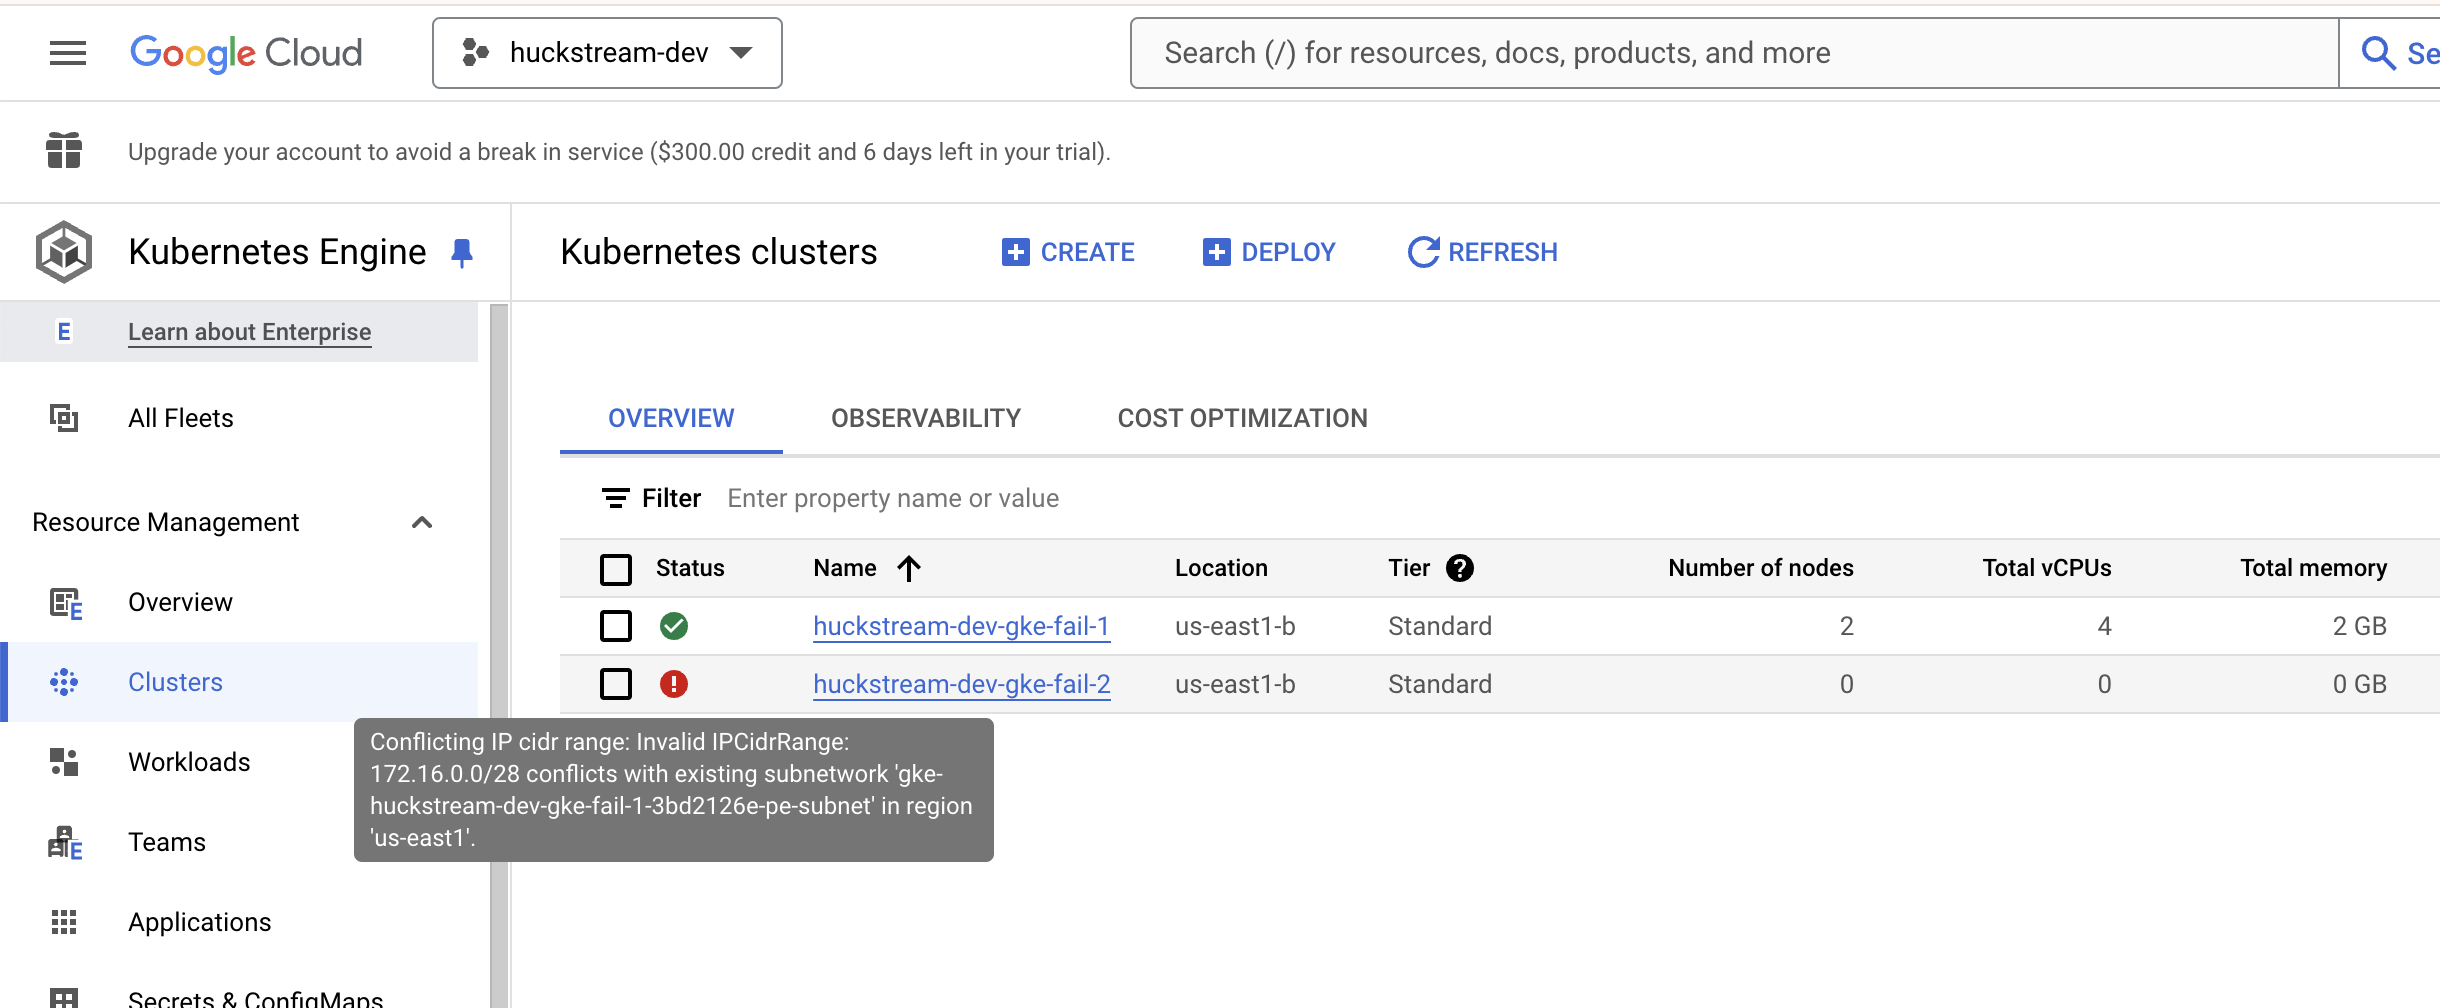 Google Cloud
huckstream-dev
Search (/) for resources, docs, products, and more
Se
Upgrade your account to avoid a break in service ($300.00 credit and 6 days left in your trial).
Kubernetes Engine
Kubernetes clusters
CREATE
DEPLOY
REFRESH
E Learn about Enterprise
All Fleets
Resource Management
E Overview
Clusters
Workloads
E Teams
Applications
Secrets & ConfigMaps
OVERVIEW
OBSERVABILITY
COST OPTIMIZATION
Filter Enter property name or value
Status Name Location Tier ? Number of nodes Total vCPUs Total memory
huckstream-dev-gke-fail-1 us-east1-b Standard 2 4 2 GB
huckstream-dev-gke-fail-2 us-east1-b Standard 0 0 0 GB
Conflicting IP cidr range: Invalid IPCidrRange:
172.16.0.0/28 conflicts with existing subnetwork 'gke-
huckstream-dev-gke-fail-1-3bd2126e-pe-subnet' in region
'us-east1'.